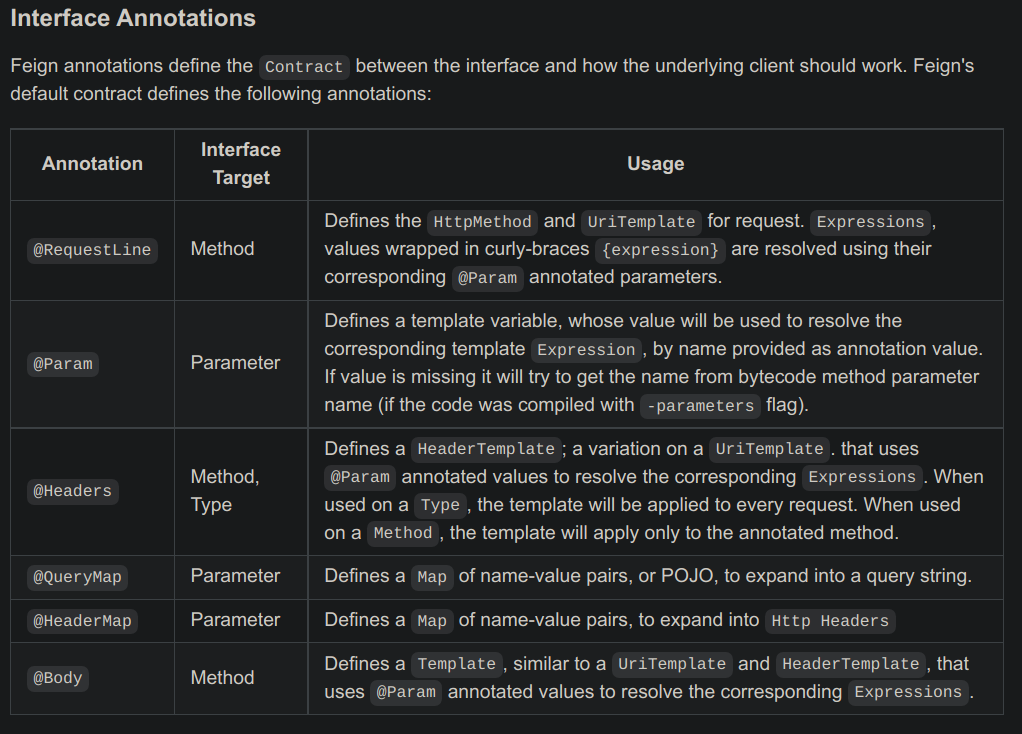 Interface Annotations
Feign annotations define the Contract between the interface and how the underlying client should work. Feign's
default contract defines the following annotations:
Annotation
Interface
Target
Usage
@RequestLine
Method
Defines the HttpMethod and UriTemplate for request. Expressions,
values wrapped in curly-braces {expression} are resolved using their
corresponding @Param annotated parameters.
@Param
Parameter
Defines a template variable, whose value will be used to resolve the
corresponding template Expression, by name provided as annotation value.
If value is missing it will try to get the name from bytecode method parameter
name (if the code was compiled with -parameters flag).
@Headers
Method,
Type
Defines a HeaderTemplate; a variation on a UriTemplate. that uses
@Param annotated values to resolve the corresponding Expressions. When
used on a Type, the template will be applied to every request. When used
on a Method, the template will apply only to the annotated method.
@QueryMap
Parameter
Defines a Map of name-value pairs, or POJO, to expand into a query string.
@HeaderMap
Parameter
Defines a Map of name-value pairs, to expand into Http Headers
@Body
Method
Defines a Template, similar to a UriTemplate and HeaderTemplate, that
uses @Param annotated values to resolve the corresponding Expressions.